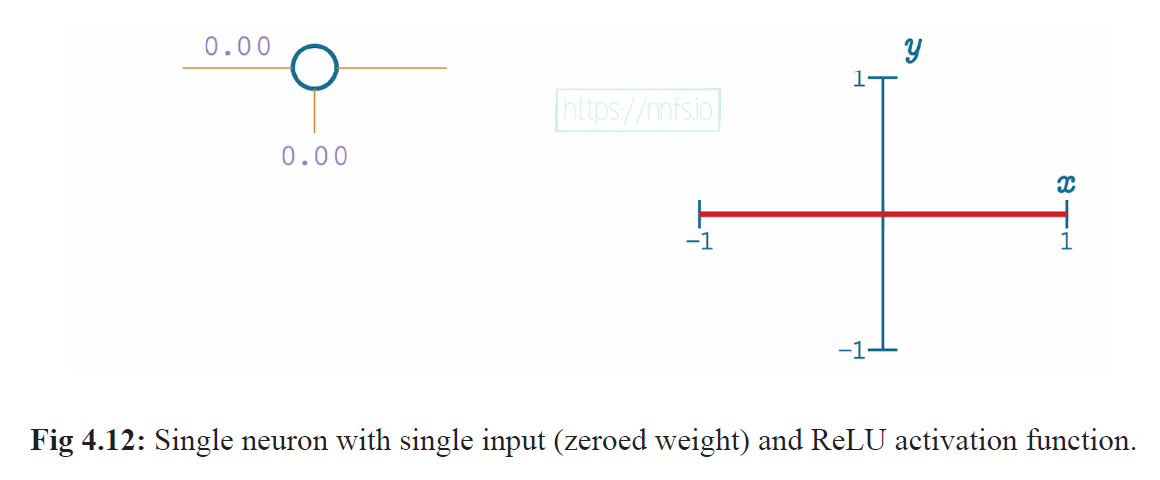 0.00
0.00
https://nnfs.io
y
1
x
−1
1
−1
Fig 4.12: Single neuron with single input (zeroed weight) and ReLU activation function.